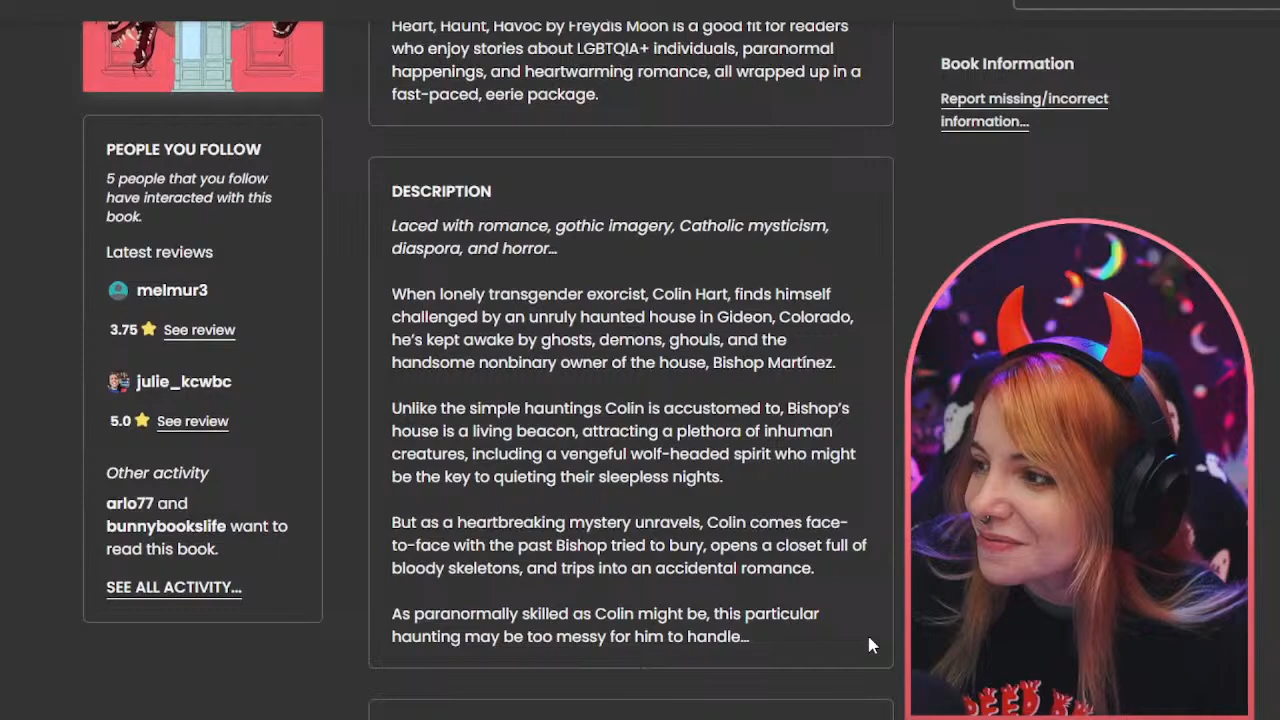 Heart, Haunt, Havoc by Freydís Moon is a good fit for readers
who enjoy stories about LGBTQIA+ individuals, paranormal
happenings, and heartwarming romance, all wrapped up in a
fast-paced, eerie package.
PEOPLE YOU FOLLOW
5 people that you follow
have interacted with this
book.
Latest reviews
melmur3
3.75 See review
julie_kcwbc
5.0 See review
Other activity
arlo77 and
bunnybookslife want to
read this book.
SEE ALL ACTIVITY...
DESCRIPTION
Laced with romance, gothic imagery, Catholic mysticism,
diaspora, and horror…
When lonely transgender exorcist, Colin Hart, finds himself
challenged by an unruly haunted house in Gideon, Colorado,
he’s kept awake by ghosts, demons, ghouls, and the
handsome nonbinary owner of the house, Bishop Martínez.
Unlike the simple hauntings Colin is accustomed to, Bishop’s
house is a living beacon, attracting a plethora of inhuman
creatures, including a vengeful wolf-headed spirit who might
be the key to quieting their sleepless nights.
But as a heartbreaking mystery unravels, Colin comes face-
to-face with the past Bishop tried to bury, opens a closet full of
bloody skeletons, and trips into an accidental romance.
As paranormally skilled as Colin might be, this particular
haunting may be too messy for him to handle…
Book Information
Report missing/incorrect
information...